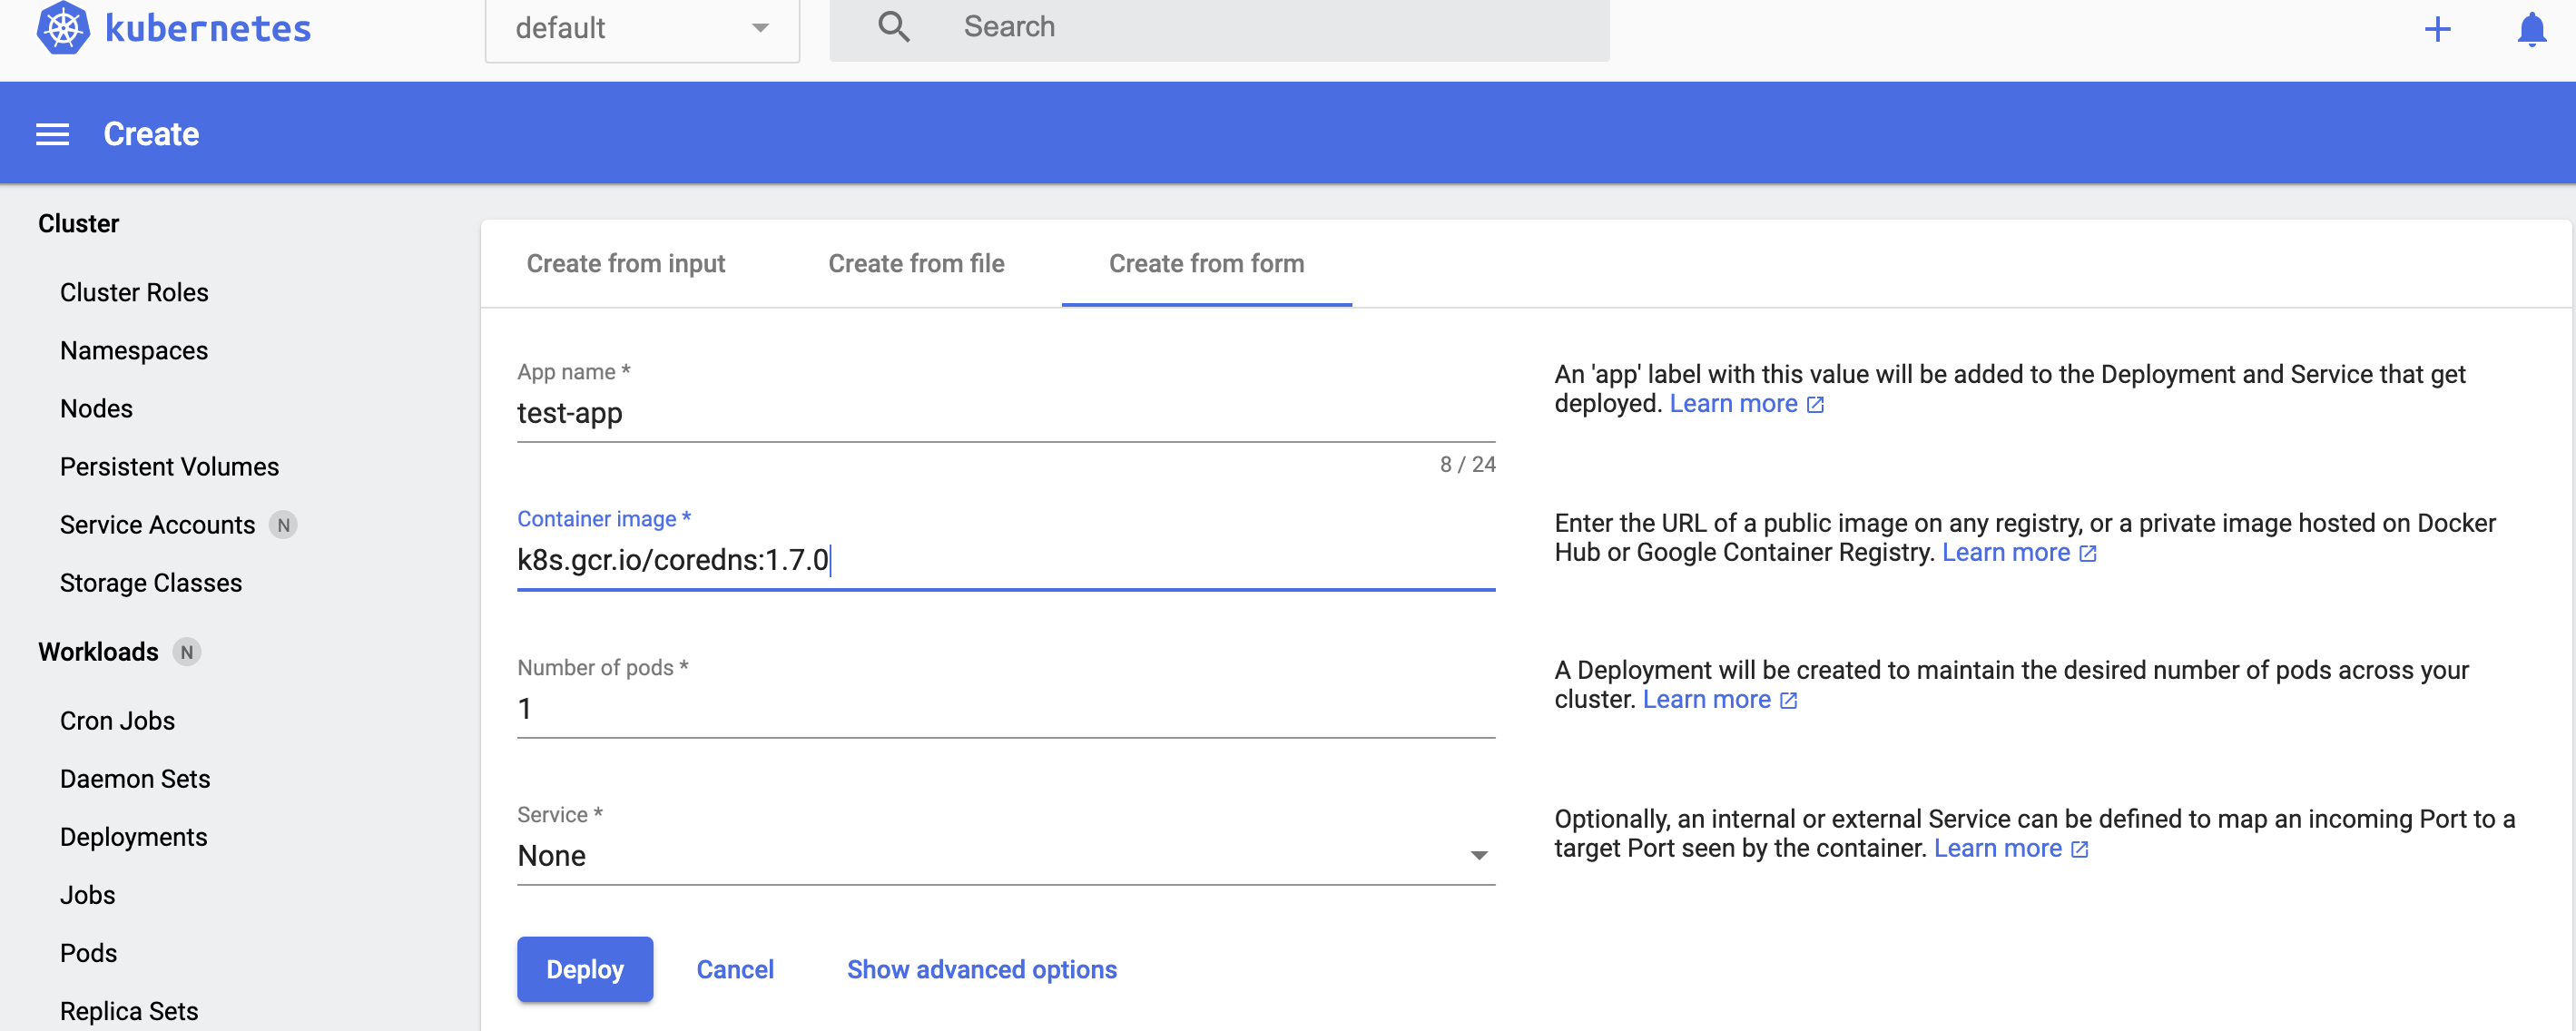 kubernetes
default
Search
Create
Cluster
Cluster Roles
Namespaces
Nodes
Persistent Volumes
Service Accounts N
Storage Classes
Workloads N
Cron Jobs
Daemon Sets
Deployments
Jobs
Pods
Replica Sets
Create from input
Create from file
Create from form
App name *
test-app
8 / 24
An 'app' label with this value will be added to the Deployment and Service that get
deployed. Learn more
Container image *
k8s.gcr.io/coredns:1.7.0
Enter the URL of a public image on any registry, or a private image hosted on Docker
Hub or Google Container Registry. Learn more
Number of pods *
1
A Deployment will be created to maintain the desired number of pods across your
cluster. Learn more
Service *
None
Optionally, an internal or external Service can be defined to map an incoming Port to a
target Port seen by the container. Learn more
Deploy
Cancel
Show advanced options